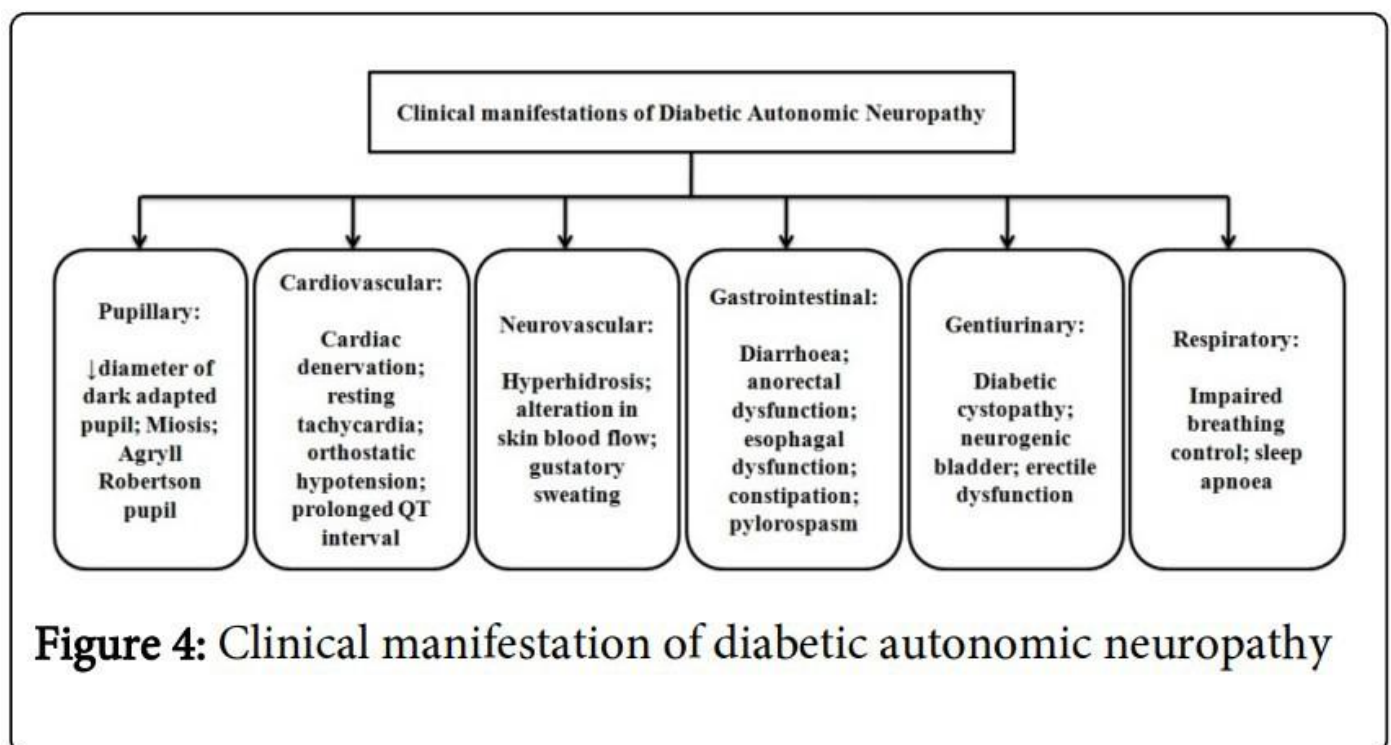 Clinical manifestations of Diabetic Autonomic Neuropathy
Pupillary:
↓diameter of
dark adapted
pupil; Miosis;
Agryll
Robertson
pupil
Cardiovascular:
Cardiac
denervation;
resting
tachycardia;
orthostatic
hypotension;
prolonged QT
interval
Neurovascular:
Hyperhidrosis;
alteration in
skin blood flow;
gustatory
sweating
Gastrointestinal:
Diarrhoea;
anorectal
dysfunction;
esophagal
dysfunction;
constipation;
pylorospasm
Gentiurinary:
Diabetic
cystopathy;
neurogenic
bladder; erectile
dysfunction
Respiratory:
Impaired
breathing
control; sleep
apnoea
Figure 4: Clinical manifestation of diabetic autonomic neuropathy